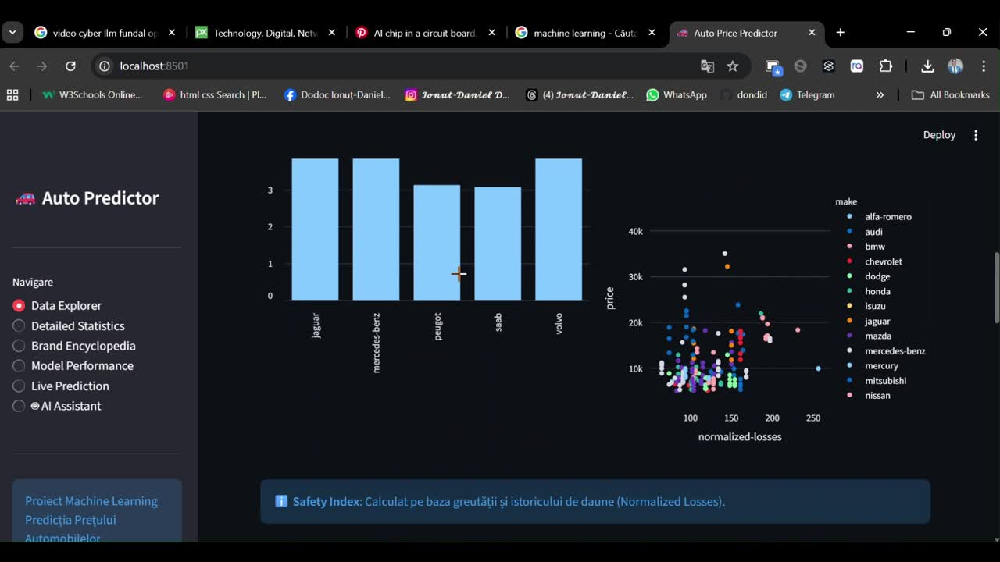 video cyber llm fundal op
Technology, Digital, Netw
AI chip in a circuit board,
machine learning - Căuta
Auto Price Predictor
localhost:8501
W3Schools Online...
html css Search | Pl...
Dodoc Ionuț-Daniel...
𝓘𝓸𝓷𝓾𝓽-𝓓𝓪𝓷𝓲𝓮𝓵 𝓓...
(4) 𝓘𝓸𝓷𝓾𝓽-𝓓𝓪𝓷𝓲𝓮𝓵...
WhatsApp
dondid
Telegram
All Bookmarks
Deploy
Auto Predictor
Navigare
Data Explorer
Detailed Statistics
Brand Encyclopedia
Model Performance
Live Prediction
AI Assistant
Proiect Machine Learning
Predicția Prețului
Automobilelor
3
2
1
0
jaguar
mercedes-benz
peugot
saab
volvo
price
40k
30k
20k
10k
100
150
200
250
normalized-losses
make
alfa-romero
audi
bmw
chevrolet
dodge
honda
isuzu
jaguar
mazda
mercedes-benz
mercury
mitsubishi
nissan
Safety Index: Calculat pe baza greutății și istoricului de daune (Normalized Losses).